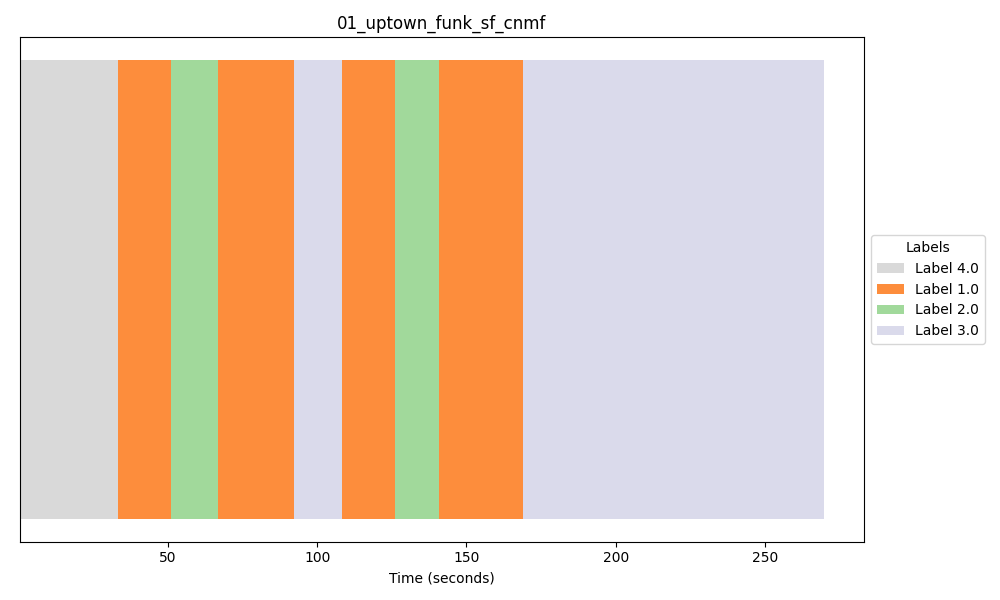 01_uptown_funk_sf_cnmf
Labels
Label 4.0
Label 1.0
Label 2.0
Label 3.0
50 100 150 200 250
Time (seconds)